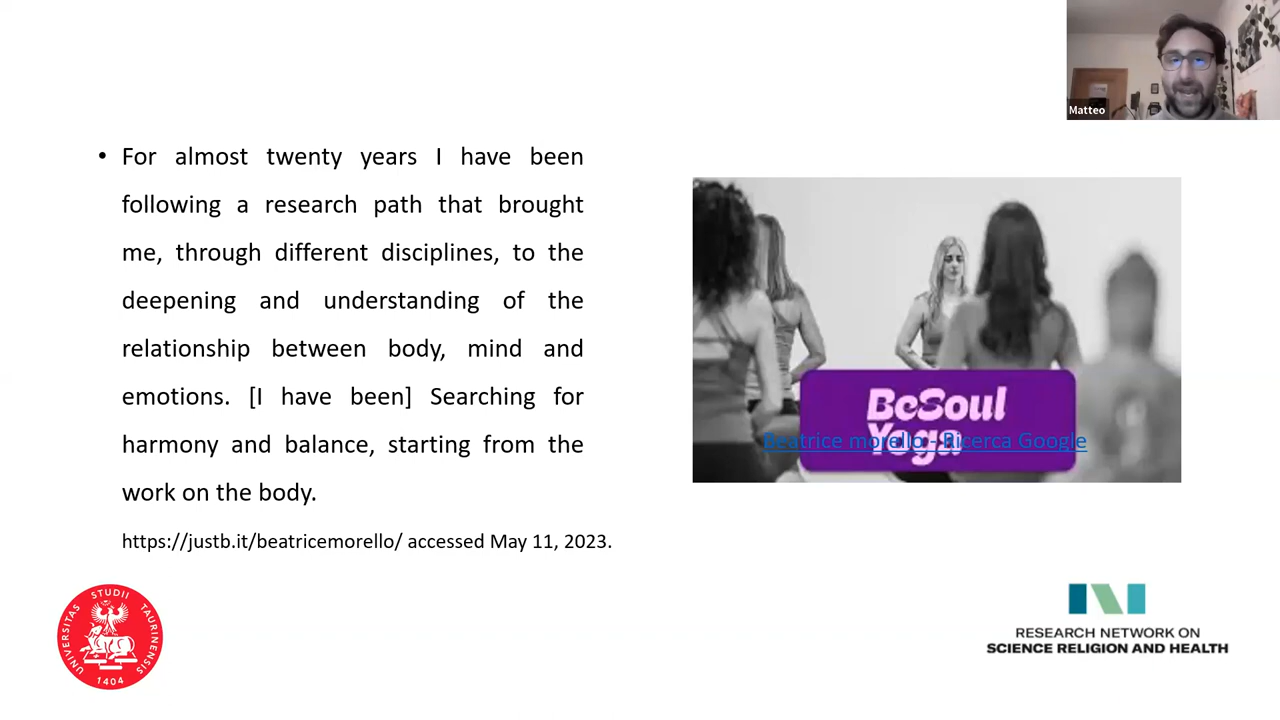 Matteo
• For almost twenty years I have been
following a research path that brought
me, through different disciplines, to the
deepening and understanding of the
relationship between body, mind and
emotions. [I have been] Searching for
harmony and balance, starting from the
work on the body.
https://justb.it/beatricemorello/ accessed May 11, 2023.
BeSoul
Yoga
Beatrice morello - Ricerca Google
UNIVERSITAS STUDII TAURINENSIS
1404
RESEARCH NETWORK ON
SCIENCE RELIGION AND HEALTH